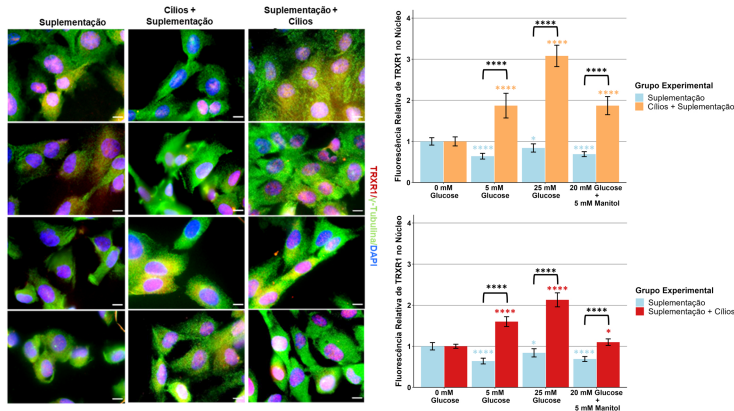 Suplementação
Cílios +
Suplementação
Suplementação +
Cílios
TRXR1/γ-Tubulina/DAPI
Fluorescência Relativa de TRXR1 no Núcleo
4
3
2
1
0
****
****
****
****
****
*
****
****
****
0 mM
Glucose
5 mM
Glucose
25 mM
Glucose
20 mM Glucose
+
5 mM Manitol
Grupo Experimental
Suplementação
Cílios + Suplementação
Fluorescência Relativa de TRXR1 no Núcleo
4
3
2
1
0
****
****
****
****
****
*
****
****
*
0 mM
Glucose
5 mM
Glucose
25 mM
Glucose
20 mM Glucose
+
5 mM Manitol
Grupo Experimental
Suplementação
Suplementação + Cílios